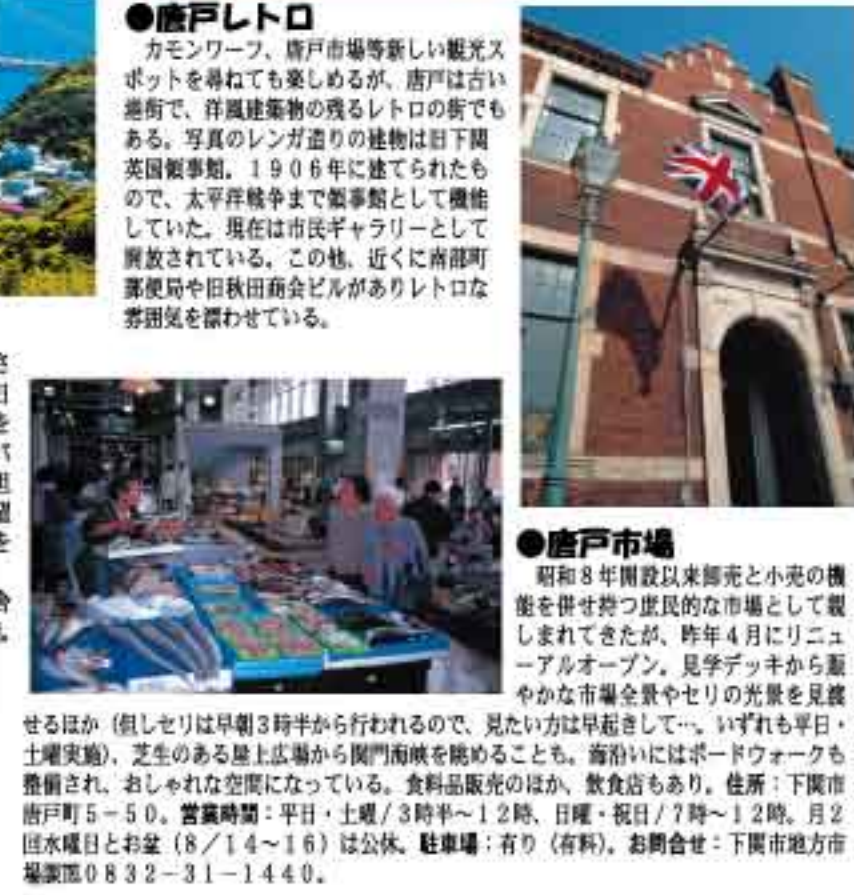 ●唐戸レトロ
カモンワーフ、唐戸市場等新しい観光ス
ポットを尋ねても楽しめるが、唐戸は古い
港街で、洋風建築物の残るレトロの街でも
ある。写真のレンガ造りの建物は旧下関
英国領事館。1906年に建てられたも
ので、太平洋戦争まで領事館として機能
していた。現在は市民ギャラリーとして
開放されている。この他、近くに南部町
郵便局や旧秋田商会ビルがありレトロな
雰囲気を漂わせている。
●唐戸市場
昭和8年開設以来卸売と小売の機
能を併せ持つ庶民的な市場として親
しまれてきたが、昨年4月にリニュ
ーアルオープン。見学デッキから賑
やかな市場全景やセリの光景を見渡
せるほか(但しセリは早朝3時半から行われるので、見たい方は早起きして…。いずれも平日・
土曜実施)、芝生のある屋上広場から関門海峡を眺めることも。海沿いにはボードウォークも
整備され、おしゃれな空間になっている。食料品販売のほか、飲食店もあり。住所:下関市
唐戸町5-50。営業時間:平日・土曜/3時半~12時、日曜・祝日/7時~12時。月2
回水曜日とお盆(8/14~16)は公休。駐車場:有り(有料)。お問合せ:下関市地方市
場0832-31-1440。